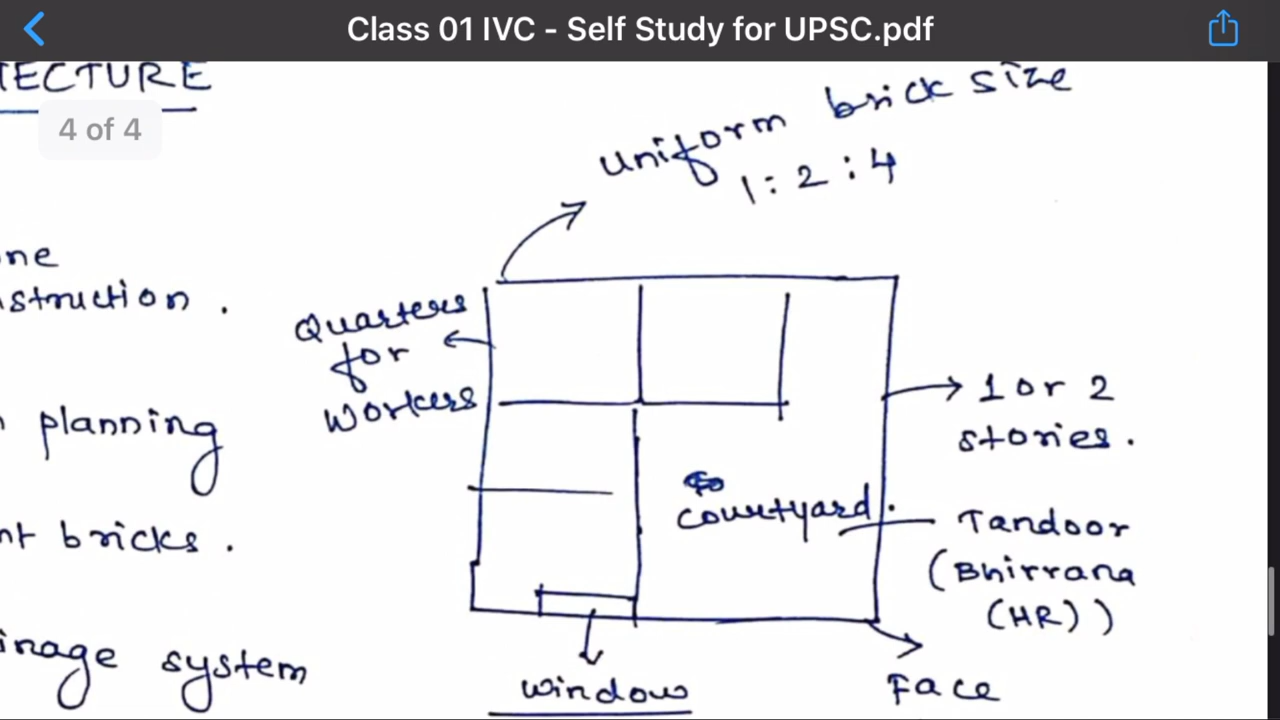 Class 01 IVC - Self Study for UPSC.pdf
TECTURE
4 of 4
uniform brick size
1 : 2 : 4
ne
struction .
Quarters
for
workers
1 or 2
stories .
planning
courtyard .
Tandoor
(Bhirrana
(HR))
nt bricks .
inage system
window
Face